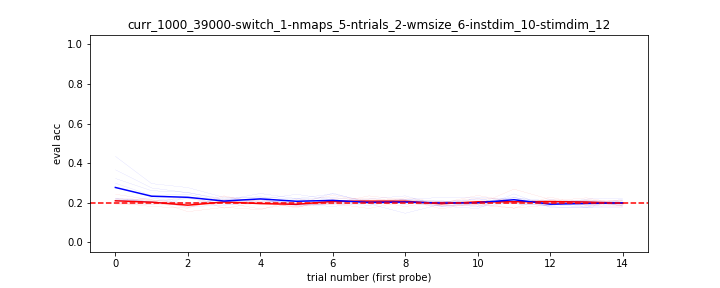 curr_1000_39000-switch_1-nmaps_5-ntrials_2-wmsize_6-instdim_10-stimdim_12
1.0
0.8
0.6
0.4
0.2
0.0
eval acc
0 2 4 6 8 10 12 14
trial number (first probe)